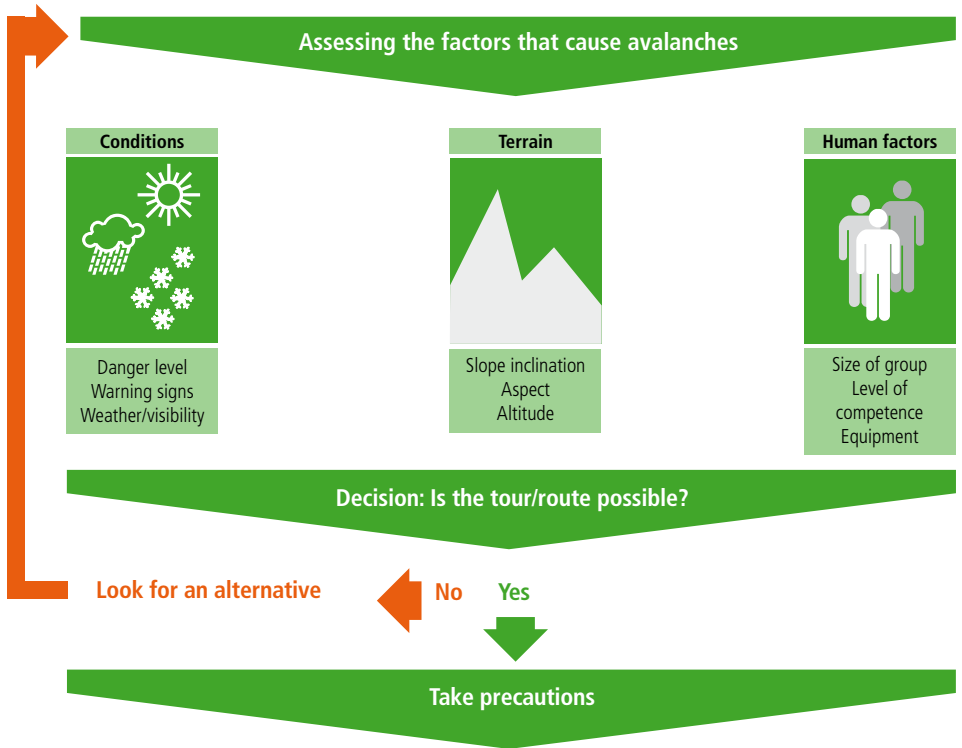 Assessing the factors that cause avalanches
Conditions
Danger level
Warning signs
Weather/visibility
Terrain
Slope inclination
Aspect
Altitude
Human factors
Size of group
Level of
competence
Equipment
Decision: Is the tour/route possible?
Look for an alternative
No
Yes
Take precautions